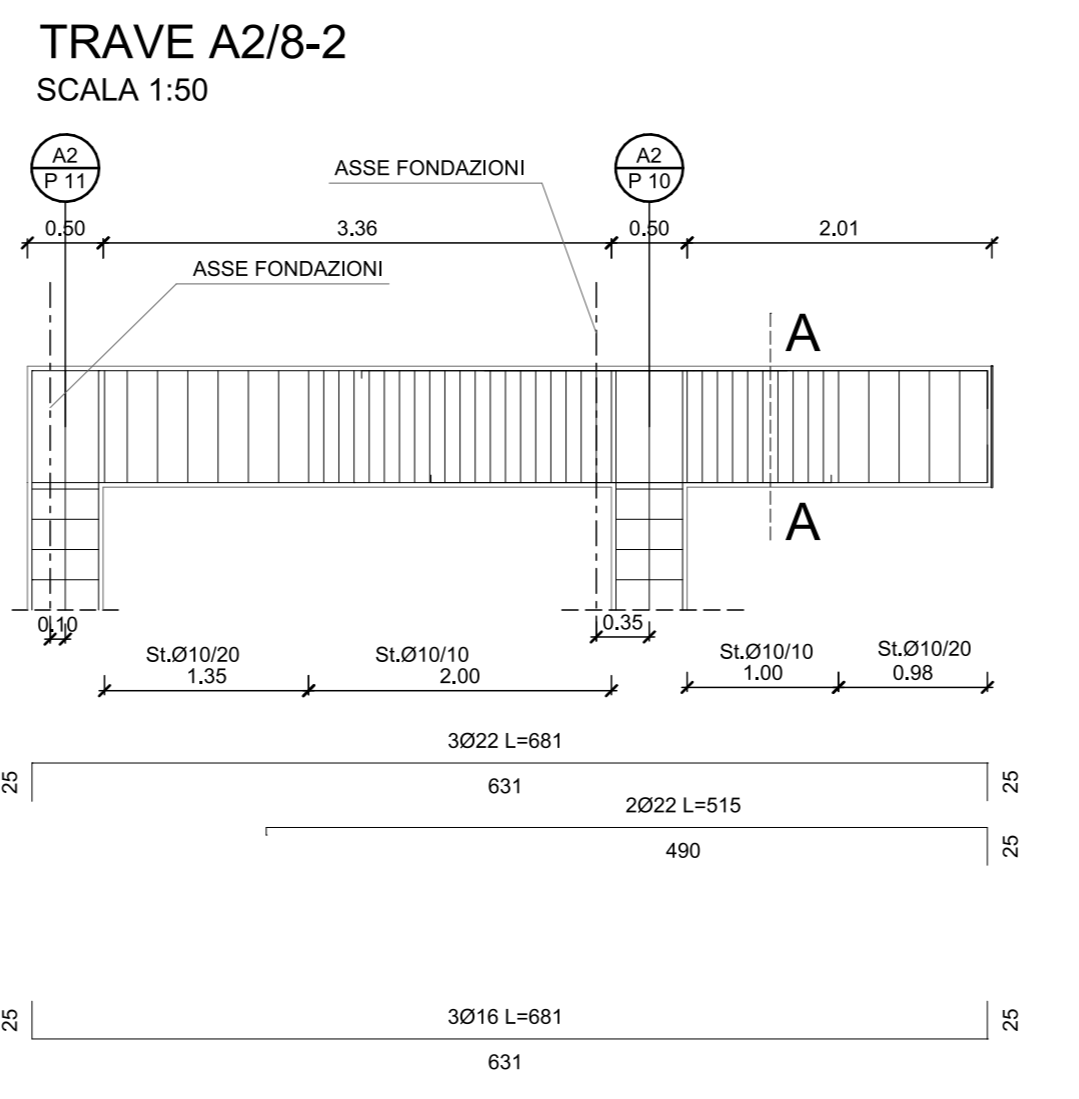 TRAVE A2/8-2
SCALA 1:50
A2
P 11
A2
P 10
ASSE FONDAZIONI
0.50
3.36
0.50
2.01
ASSE FONDAZIONI
A
A
0.10
0.35
St.Ø10/20
1.35
St.Ø10/10
2.00
St.Ø10/10
1.00
St.Ø10/20
0.98
3Ø22 L=681
25
631
25
2Ø22 L=515
490
25
25
3Ø16 L=681
25
631